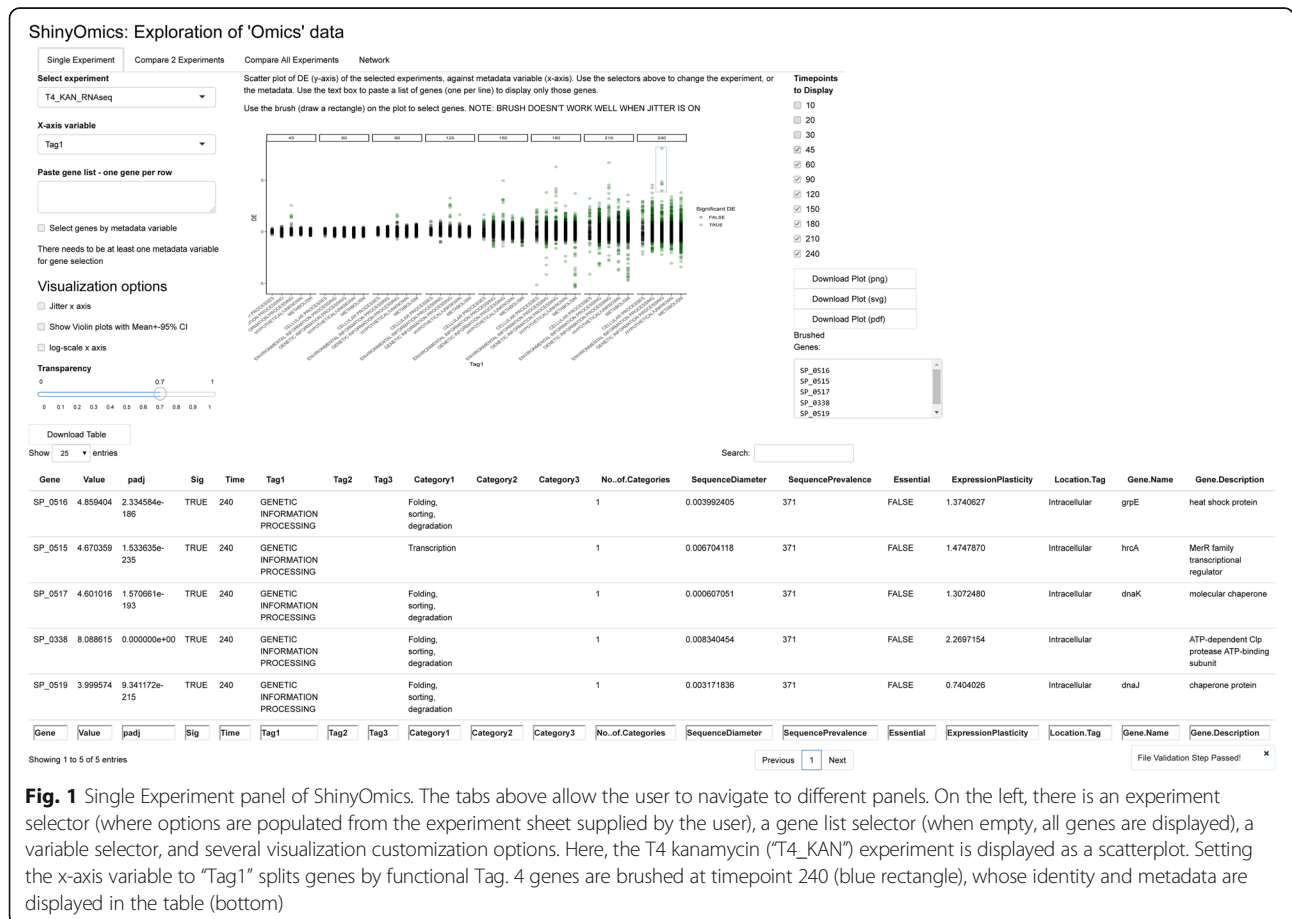 ShinyOmics: Exploration of 'Omics' data
Single Experiment Compare 2 Experiments Compare All Experiments Network
Select experiment
T4_KAN_RNAseq
X-axis variable
Tag1
Paste gene list - one gene per row
Select genes by metadata variable
There needs to be at least one metadata variable
for gene selection
Visualization options
Jitter x axis
Show Violin plots with Mean+-95% CI
log-scale x axis
Transparency
0 0.7 1
0 0.1 0.2 0.3 0.4 0.5 0.6 0.7 0.8 0.9 1
Scatter plot of DE (y-axis) of the selected experiments, against metadata variable (x-axis). Use the selectors above to change the experiment, or
the metadata. Use the text box to paste a list of genes (one per line) to display only those genes.
Use the brush (draw a rectangle) on the plot to select genes. NOTE: BRUSH DOESN'T WORK WELL WHEN JITTER IS ON
45 60 90 120 150 180 210 240
DE
5
0
-5
CELLULAR PROCESSES
ENVIRONMENTAL INFORMATION PROCESSING
GENETIC INFORMATION PROCESSING
HYPOTHETICAL/UNKNOWN
METABOLISM
Tag1
Significant DE
FALSE
TRUE
Timepoints
to Display
10
20
30
45
60
90
120
150
180
210
240
Download Plot (png)
Download Plot (svg)
Download Plot (pdf)
Brushed
Genes:
SP_0516
SP_0515
SP_0517
SP_0338
SP_0519
Download Table
Show 25 entries
Search:
Gene Value padj Sig Time Tag1 Tag2 Tag3 Category1 Category2 Category3 No..of.Categories SequenceDiameter SequencePrevalence Essential ExpressionPlasticity Location.Tag Gene.Name Gene.Description
SP_0516 4.859404 2.334584e- TRUE 240 GENETIC Folding, 1 0.003992405 371 FALSE 1.3740627 Intracellular grpE heat shock protein
186 INFORMATION sorting,
PROCESSING degradation
SP_0515 4.670359 1.533635e- TRUE 240 GENETIC Transcription 1 0.006704118 371 FALSE 1.4747870 Intracellular hrcA MerR family
235 INFORMATION transcriptional
PROCESSING regulator
SP_0517 4.601016 1.570661e- TRUE 240 GENETIC Folding, 1 0.000607051 371 FALSE 1.3072480 Intracellular dnaK molecular chaperone
193 INFORMATION sorting,
PROCESSING degradation
SP_0338 8.088615 0.000000e+00 TRUE 240 GENETIC Folding, 1 0.008340454 371 FALSE 2.2697154 Intracellular ATP-dependent Clp
INFORMATION sorting, protease ATP-binding
PROCESSING degradation subunit
SP_0519 3.999574 9.341172e- TRUE 240 GENETIC Folding, 1 0.003171836 371 FALSE 0.7404026 Intracellular dnaJ chaperone protein
215 INFORMATION sorting,
PROCESSING degradation
Gene Value padj Sig Time Tag1 Tag2 Tag3 Category1 Category2 Category3 No..of.Categories SequenceDiameter SequencePrevalence Essential ExpressionPlasticity Location.Tag Gene.Name Gene.Description
Showing 1 to 5 of 5 entries
Previous 1 Next
File Validation Step Passed! ×
Fig. 1 Single Experiment panel of ShinyOmics. The tabs above allow the user to navigate to different panels. On the left, there is an experiment
selector (where options are populated from the experiment sheet supplied by the user), a gene list selector (when empty, all genes are displayed), a
variable selector, and several visualization customization options. Here, the T4 kanamycin ("T4_KAN") experiment is displayed as a scatterplot. Setting
the x-axis variable to "Tag1" splits genes by functional Tag. 4 genes are brushed at timepoint 240 (blue rectangle), whose identity and metadata are
displayed in the table (bottom)